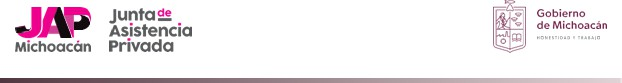 JAP
Michoacán
Junta de
Asistencia
Privada
Gobierno
de Michoacán
HONESTIDAD Y TRABAJO